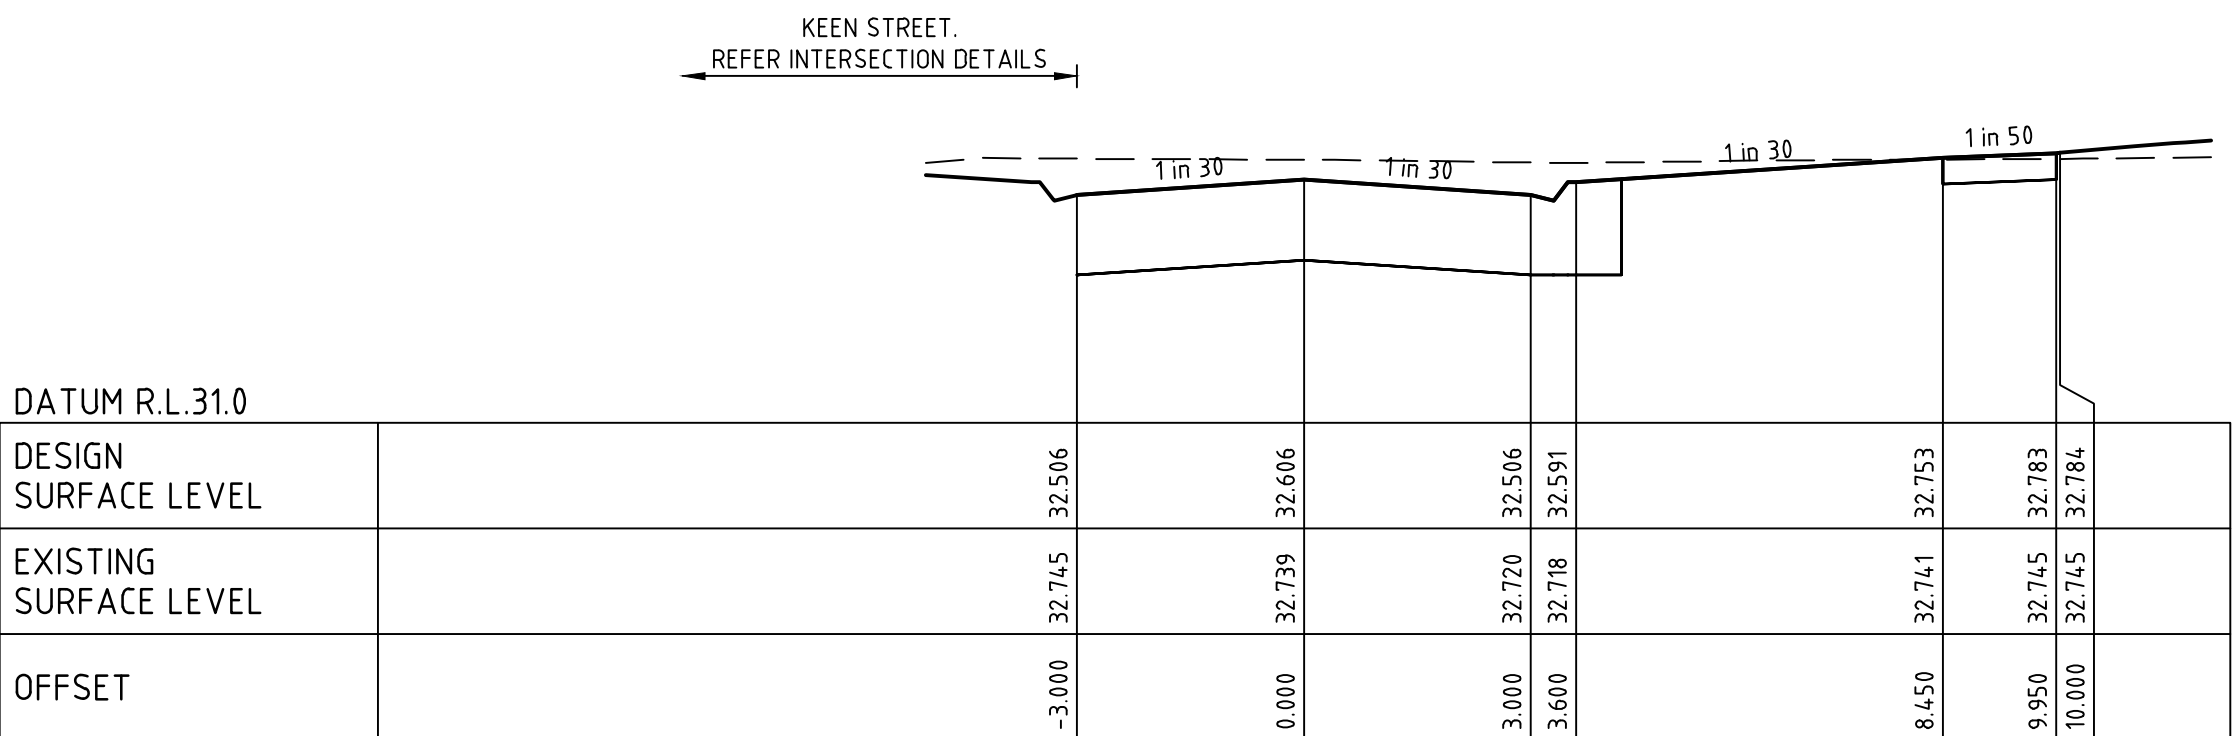 KEEN STREET.
REFER INTERSECTION DETAILS
1 in 30
1 in 30
1 in 30
1 in 50
DATUM R.L.31.0
DESIGN
SURFACE LEVEL
32.506
32.606
32.506
32.591
32.753
32.783
32.784
EXISTING
SURFACE LEVEL
32.745
32.739
32.720
32.718
32.741
32.745
32.745
OFFSET
-3.000
0.000
3.000
3.600
8.450
9.950
10.000